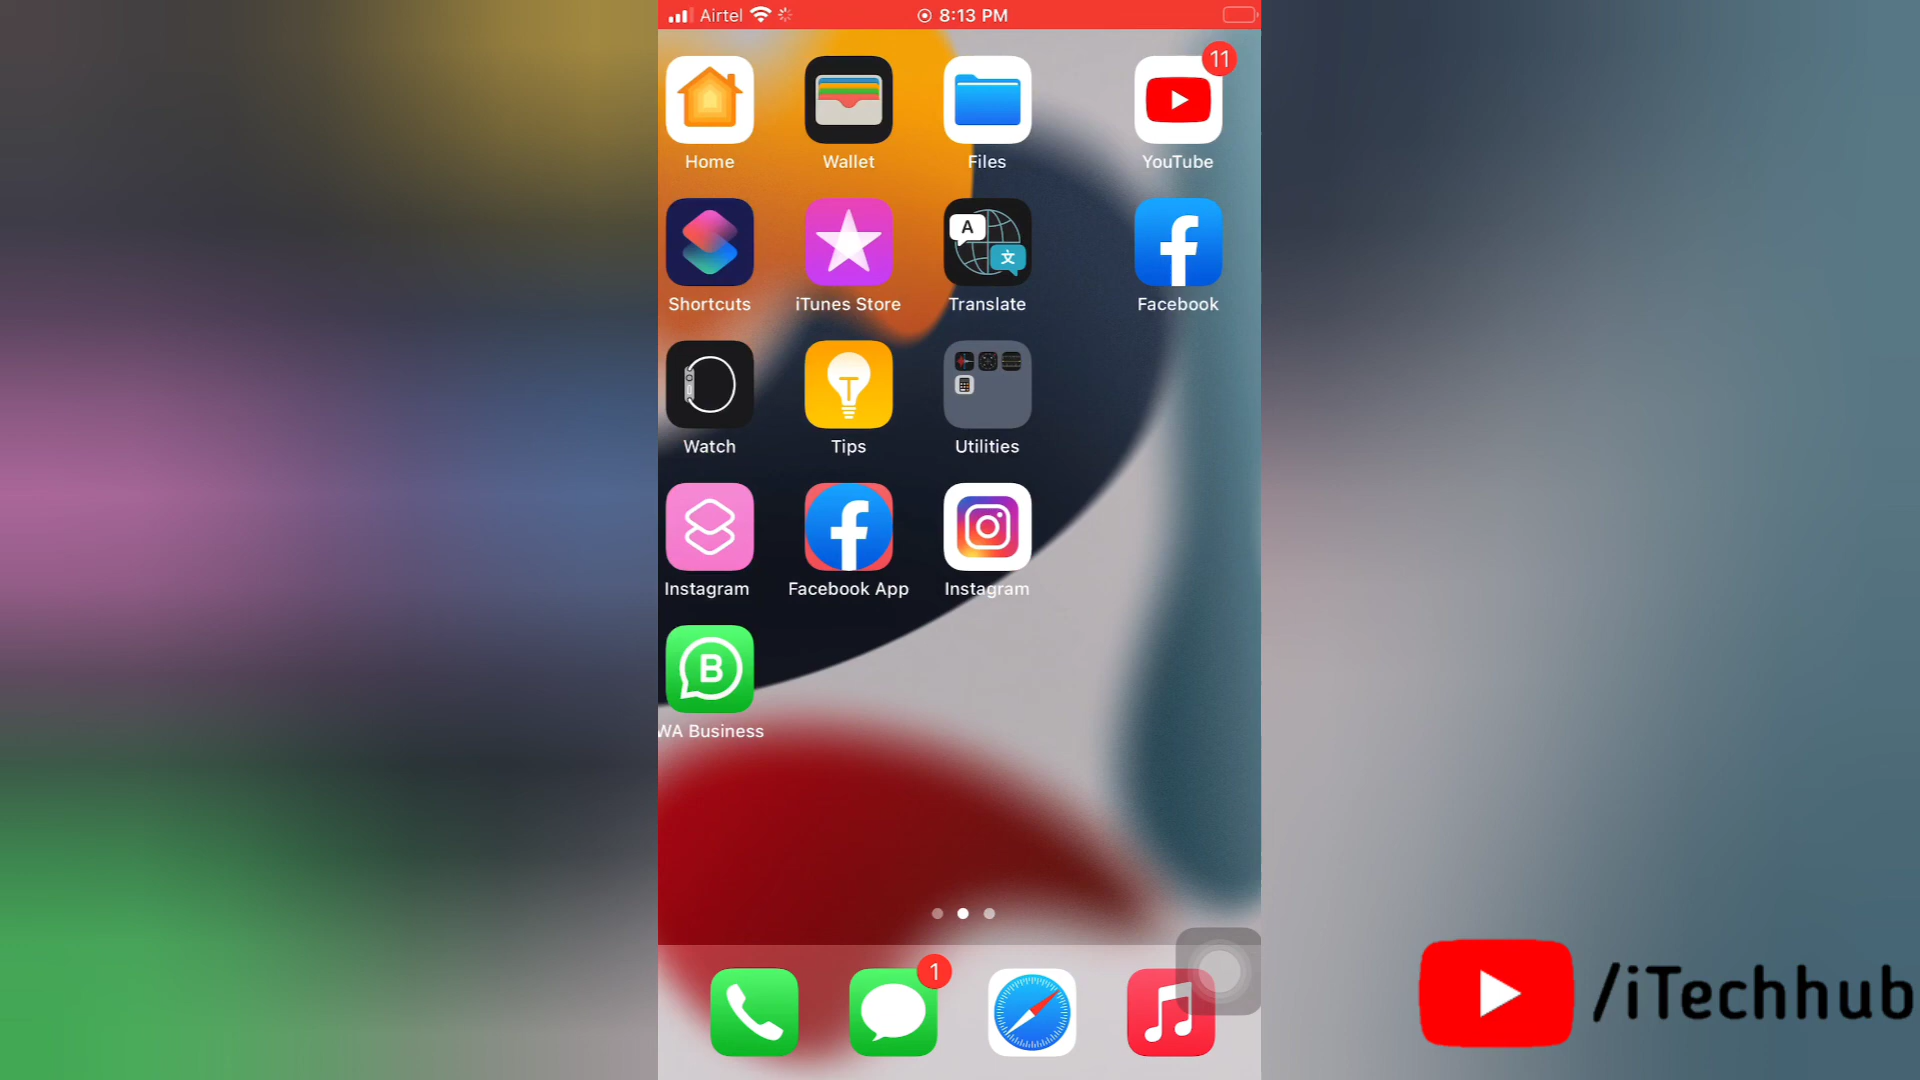 Airtel 8:13 PM
11
Home Wallet Files YouTube
A
文
Shortcuts iTunes Store Translate Facebook
Watch Tips Utilities
Instagram Facebook App Instagram
B
WA Business
1
/iTechhub